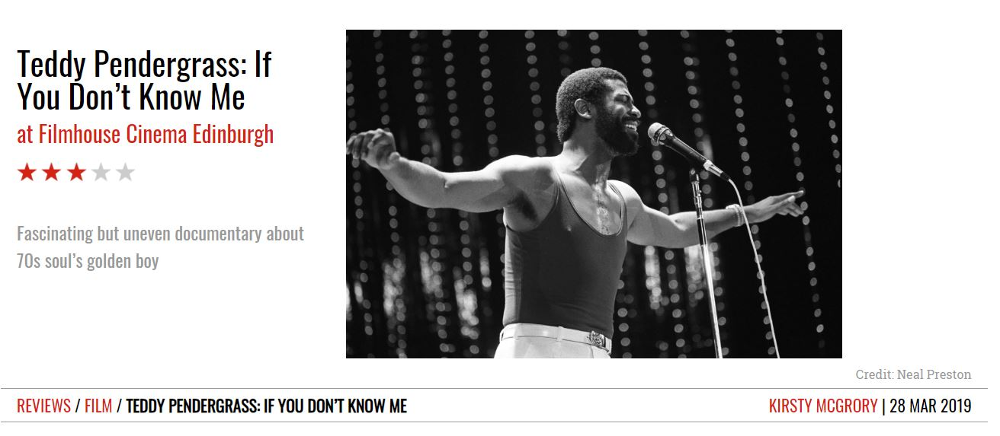 Teddy Pendergrass: If
You Don’t Know Me
at Filmhouse Cinema Edinburgh
Fascinating but uneven documentary about
70s soul’s golden boy
Credit: Neal Preston
REVIEWS / FILM / TEDDY PENDERGRASS: IF YOU DON’T KNOW ME
KIRSTY MCGRORY | 28 MAR 2019